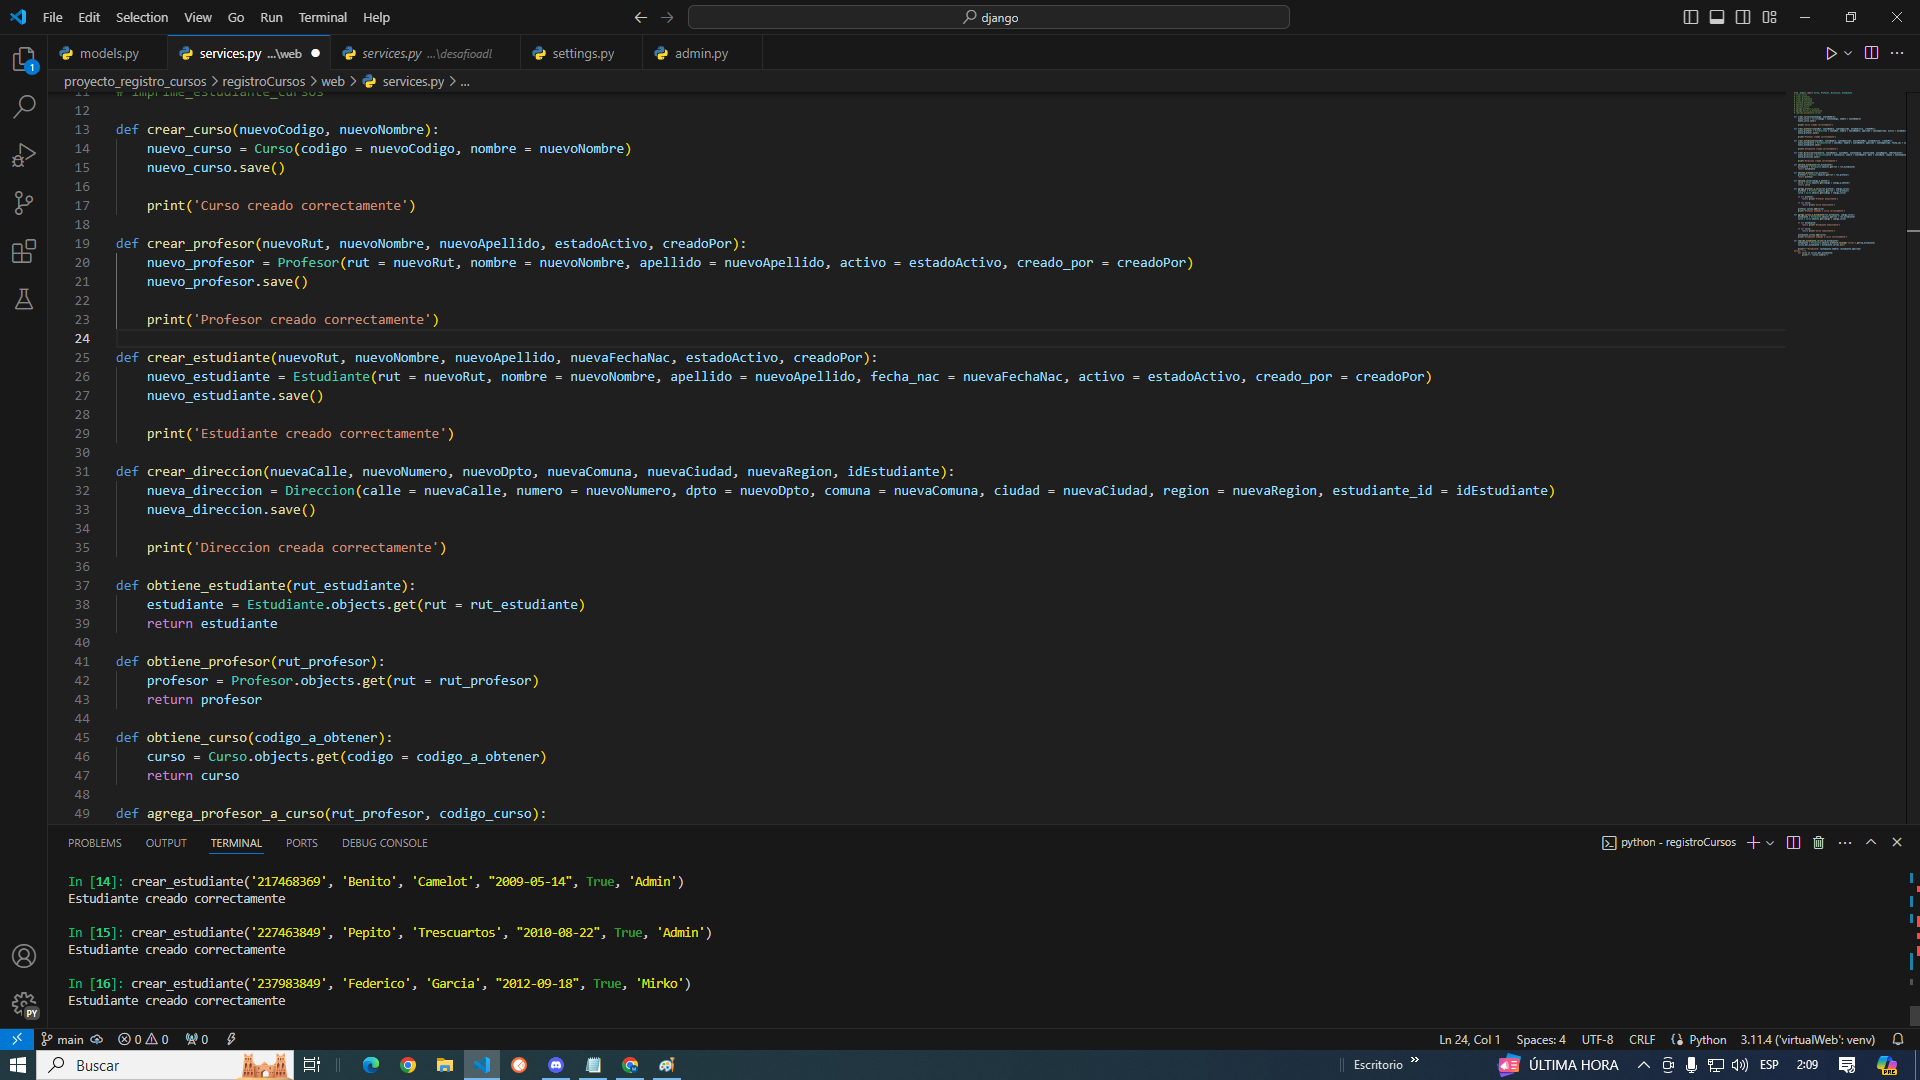 File Edit Selection View Go Run Terminal Help
django
models.py services.py ...\web services.py ...\desafioadl settings.py admin.py
proyecto_registro_cursos > registroCursos > web > services.py > ...
11 # imprime_estudiante_cursos
12
13 def crear_curso(nuevoCodigo, nuevoNombre):
14 nuevo_curso = Curso(codigo = nuevoCodigo, nombre = nuevoNombre)
15 nuevo_curso.save()
16
17 print('Curso creado correctamente')
18
19 def crear_profesor(nuevoRut, nuevoNombre, nuevoApellido, estadoActivo, creadoPor):
20 nuevo_profesor = Profesor(rut = nuevoRut, nombre = nuevoNombre, apellido = nuevoApellido, activo = estadoActivo, creado_por = creadoPor)
21 nuevo_profesor.save()
22
23 print('Profesor creado correctamente')
24
25 def crear_estudiante(nuevoRut, nuevoNombre, nuevoApellido, nuevaFechaNac, estadoActivo, creadoPor):
26 nuevo_estudiante = Estudiante(rut = nuevoRut, nombre = nuevoNombre, apellido = nuevoApellido, fecha_nac = nuevaFechaNac, activo = estadoActivo, creado_por = creadoPor)
27 nuevo_estudiante.save()
28
29 print('Estudiante creado correctamente')
30
31 def crear_direccion(nuevaCalle, nuevoNumero, nuevoDpto, nuevaComuna, nuevaCiudad, nuevaRegion, idEstudiante):
32 nueva_direccion = Direccion(calle = nuevaCalle, numero = nuevoNumero, dpto = nuevoDpto, comuna = nuevaComuna, ciudad = nuevaCiudad, region = nuevaRegion, estudiante_id = idEstudiante)
33 nueva_direccion.save()
34
35 print('Direccion creada correctamente')
36
37 def obtiene_estudiante(rut_estudiante):
38 estudiante = Estudiante.objects.get(rut = rut_estudiante)
39 return estudiante
40
41 def obtiene_profesor(rut_profesor):
42 profesor = Profesor.objects.get(rut = rut_profesor)
43 return profesor
44
45 def obtiene_curso(codigo_a_obtener):
46 curso = Curso.objects.get(codigo = codigo_a_obtener)
47 return curso
48
49 def agrega_profesor_a_curso(rut_profesor, codigo_curso):
PROBLEMS OUTPUT TERMINAL PORTS DEBUG CONSOLE
python - registroCursos
In [14]: crear_estudiante('217468369', 'Benito', 'Camelot', "2009-05-14", True, 'Admin')
Estudiante creado correctamente
In [15]: crear_estudiante('227463849', 'Pepito', 'Trescuartos', "2010-08-22", True, 'Admin')
Estudiante creado correctamente
In [16]: crear_estudiante('237983849', 'Federico', 'Garcia', "2012-09-18", True, 'Mirko')
Estudiante creado correctamente
1
PY
main 0 0 0 Ln 24, Col 1 Spaces: 4 UTF-8 CRLF Python 3.11.4 ('virtualWeb': venv)
Buscar Escritorio ÚLTIMA HORA ESP 2:09